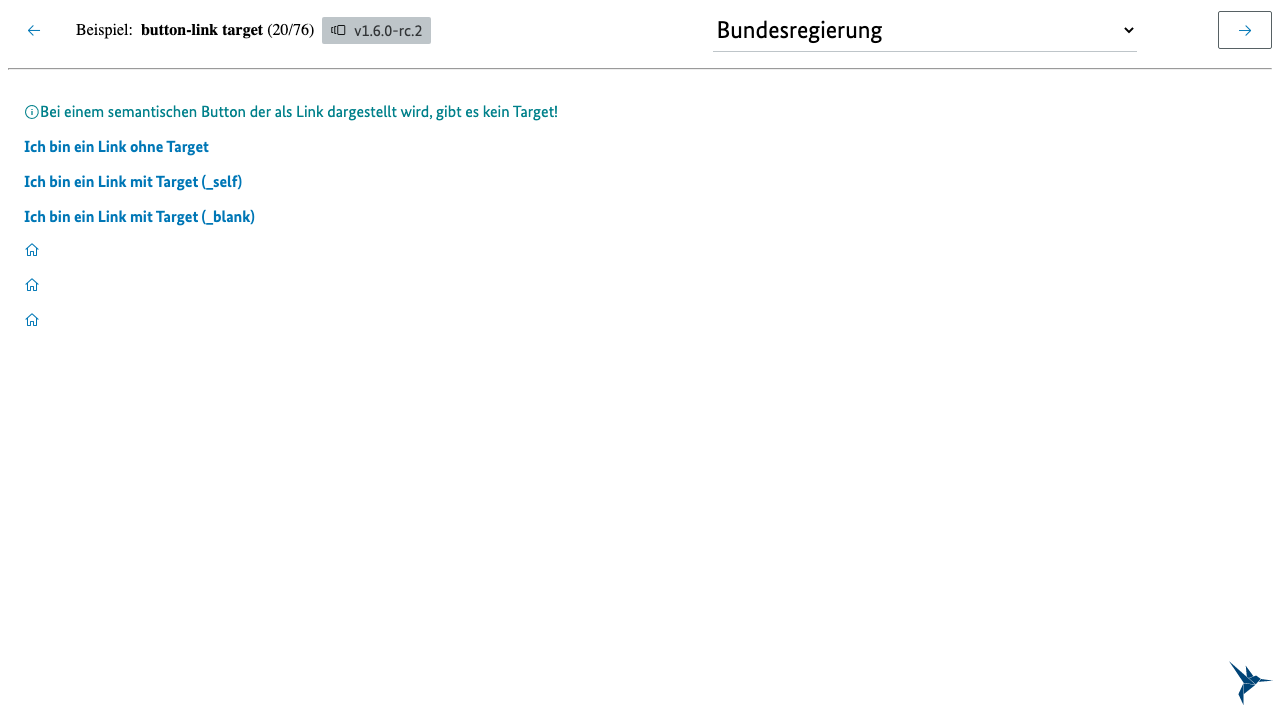 Beispiel: button-link target (20/76) v1.6.0-rc.2 Bundesregierung
Bei einem semantischen Button der als Link dargestellt wird, gibt es kein Target!
Ich bin ein Link ohne Target
Ich bin ein Link mit Target (_self)
Ich bin ein Link mit Target (_blank)